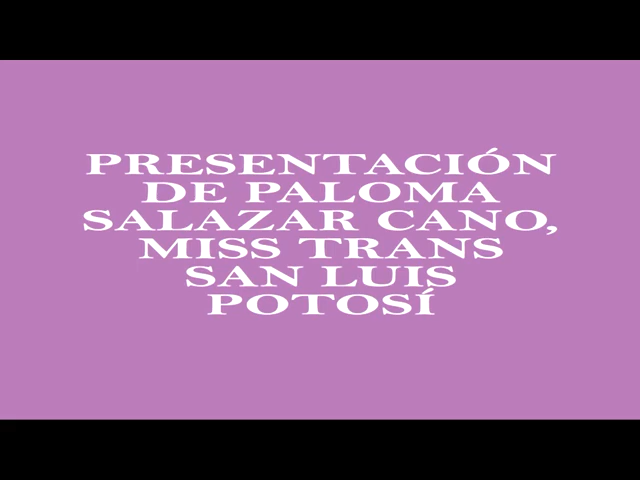 PRESENTACIÓN
DE PALOMA
SALAZAR CANO,
MISS TRANS
SAN LUIS
POTOSÍ